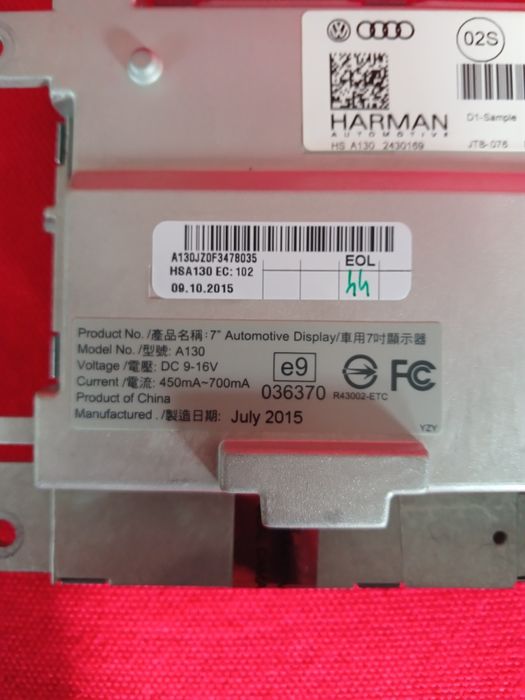 02S
HARMAN
AUTOMOTIVE
D1-Sample
HS A130 2430169
JTB-076
A130JZ0F3478035
HSA130 EC: 102
EOL
09.10.2015
44
Product No. /產品名稱: 7" Automotive Display/車用7吋顯示器
Model No. /型號: A130
Voltage /電壓: DC 9-16V
Current /電流: 450mA~700mA
Product of China
Manufactured . /製造日期: July 2015
e9
036370
R43002-ETC
FC
YZY